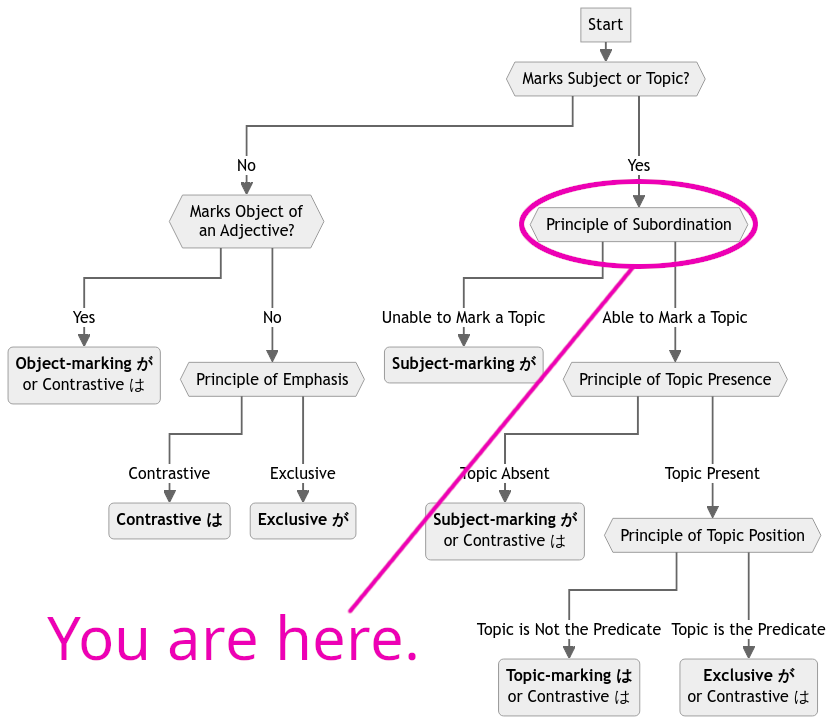 Start
Marks Subject or Topic?
No
Yes
Marks Object of
an Adjective?
Principle of Subordination
Yes
No
Unable to Mark a Topic
Able to Mark a Topic
Object-marking が
or Contrastive は
Principle of Emphasis
Subject-marking が
Principle of Topic Presence
Contrastive
Exclusive
Topic Absent
Topic Present
Contrastive は
Exclusive が
Subject-marking が
or Contrastive は
Principle of Topic Position
You are here.
Topic is Not the Predicate
Topic is the Predicate
Topic-marking は
or Contrastive は
Exclusive が
or Contrastive は